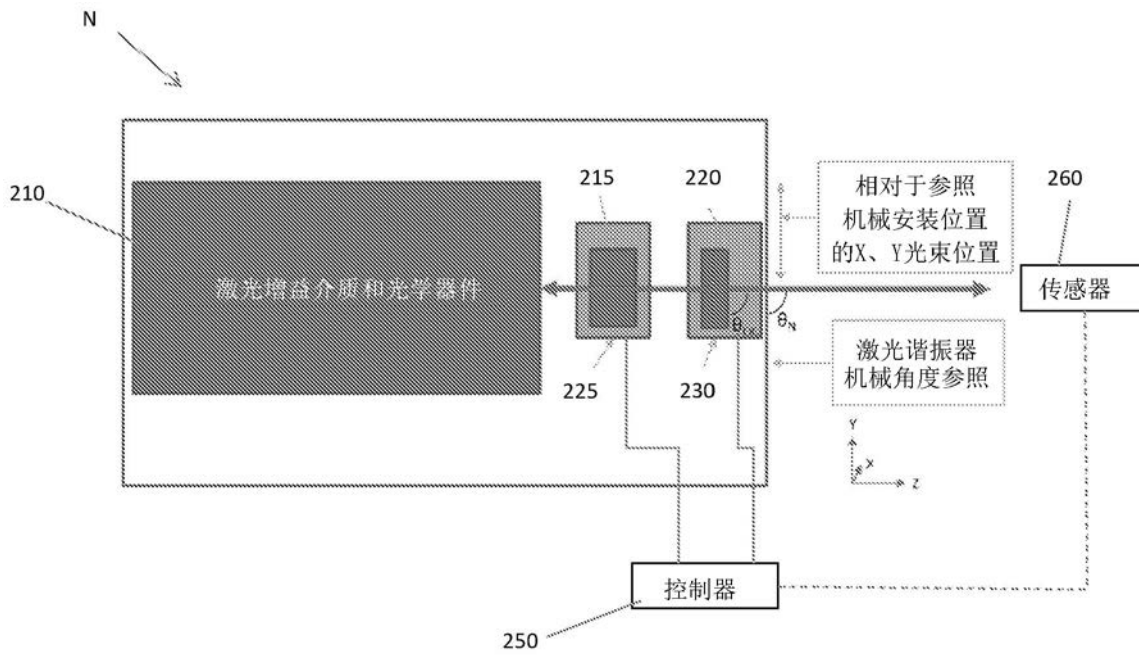 N
210
215
220
相对于参照
机械安装位置
的X、Y光束位置
260
激光增益介质和光学器件
传感器
θN
225
230
激光谐振器
机械角度参照
Y
X
Z
控制器
250